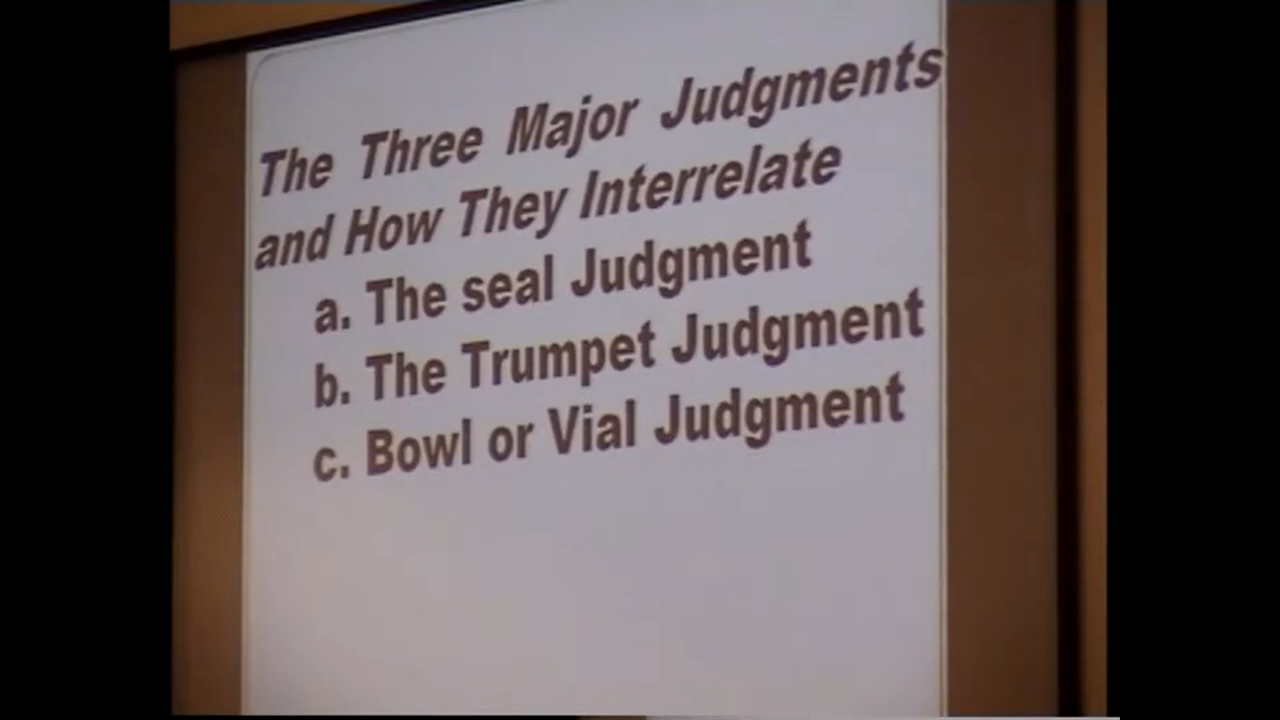 The Three Major Judgments
and How They Interrelate
a. The seal Judgment
b. The Trumpet Judgment
c. Bowl or Vial Judgment